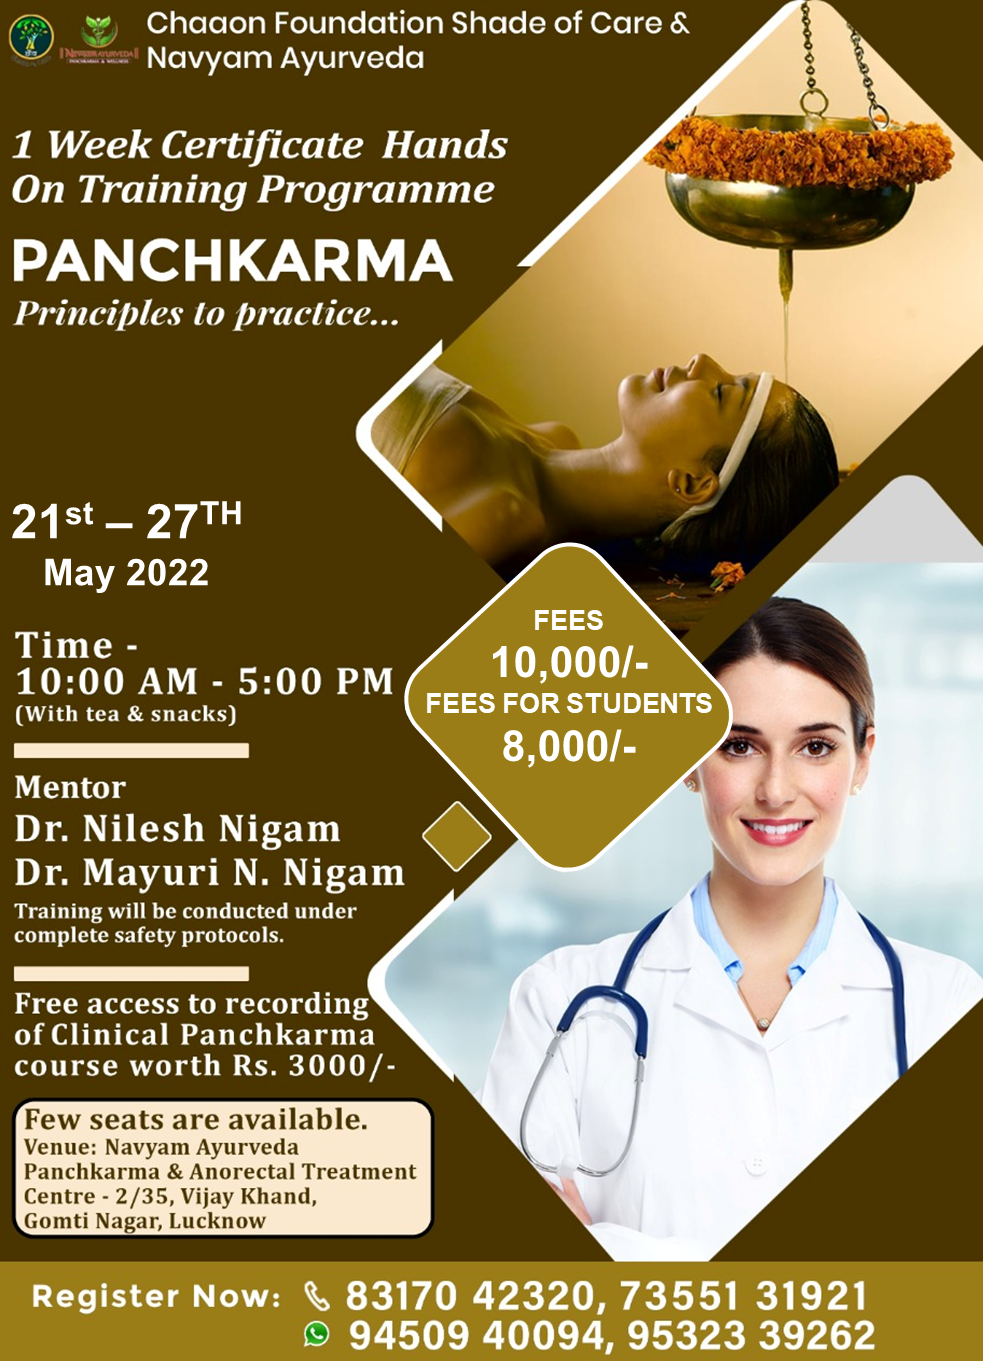 Chaaon Foundation Shade of Care &
Navyam Ayurveda
1 Week Certificate Hands
On Training Programme
PANCHKARMA
Principles to practice...
21st – 27TH
May 2022
Time -
10:00 AM - 5:00 PM
(With tea & snacks)
FEES
10,000/-
FEES FOR STUDENTS
8,000/-
Mentor
Dr. Nilesh Nigam
Dr. Mayuri N. Nigam
Training will be conducted under
complete safety protocols.
Free access to recording
of Clinical Panchkarma
course worth Rs. 3000/-
Few seats are available.
Venue: Navyam Ayurveda
Panchkarma & Anorectal Treatment
Centre - 2/35, Vijay Khand,
Gomti Nagar, Lucknow
Register Now: 83170 42320, 73551 31921
94509 40094, 95323 39262